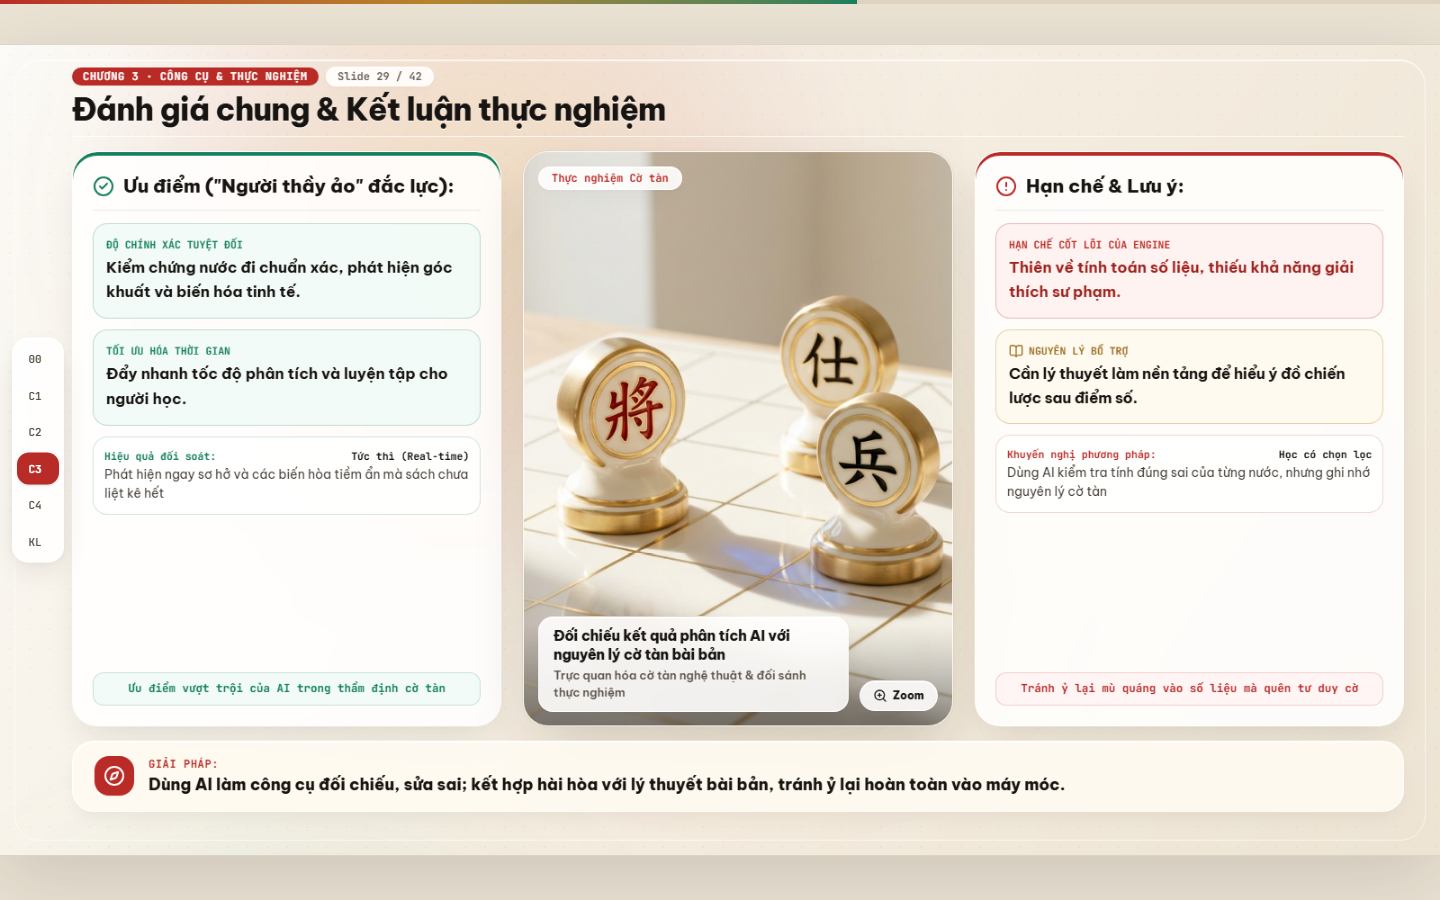 CHƯƠNG 3 · CÔNG CỤ & THỰC NGHIỆM
Slide 29 / 42
Đánh giá chung & Kết luận thực nghiệm
00
C1
C2
C3
C4
KL
Ưu điểm ("Người thầy ảo" đắc lực):
ĐỘ CHÍNH XÁC TUYỆT ĐỐI
Kiểm chứng nước đi chuẩn xác, phát hiện góc
khuất và biến hóa tinh tế.
TỐI ƯU HÓA THỜI GIAN
Đẩy nhanh tốc độ phân tích và luyện tập cho
người học.
Hiệu quả đối soát:
Tức thì (Real-time)
Phát hiện ngay sơ hở và các biến hòa tiềm ẩn mà sách chưa
liệt kê hết
Ưu điểm vượt trội của AI trong thẩm định cờ tàn
Thực nghiệm Cờ tàn
將
仕
兵
Đối chiếu kết quả phân tích AI với
nguyên lý cờ tàn bài bản
Trực quan hóa cờ tàn nghệ thuật & đối sánh
thực nghiệm
Zoom
Hạn chế & Lưu ý:
HẠN CHẾ CỐT LÕI CỦA ENGINE
Thiên về tính toán số liệu, thiếu khả năng giải
thích sư phạm.
NGUYÊN LÝ BỔ TRỢ
Cần lý thuyết làm nền tảng để hiểu ý đồ chiến
lược sau điểm số.
Khuyến nghị phương pháp:
Học có chọn lọc
Dùng AI kiểm tra tính đúng sai của từng nước, nhưng ghi nhớ
nguyên lý cờ tàn
Tránh ỷ lại mù quáng vào số liệu mà quên tư duy cờ
GIẢI PHÁP:
Dùng AI làm công cụ đối chiếu, sửa sai; kết hợp hài hòa với lý thuyết bài bản, tránh ỷ lại hoàn toàn vào máy móc.